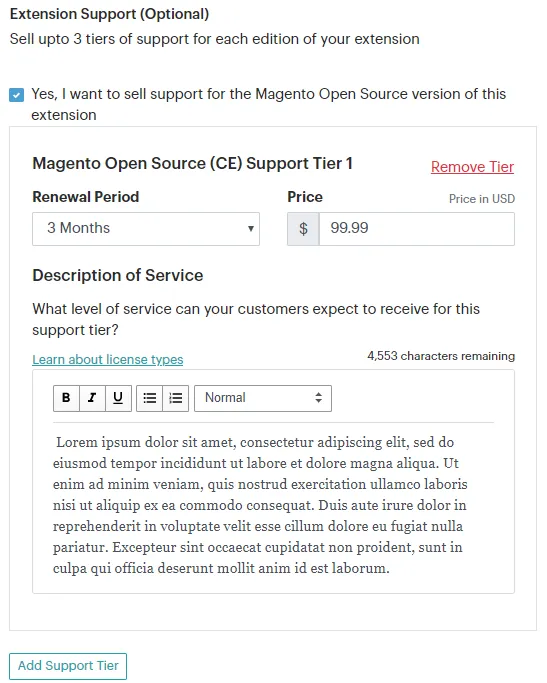 Extension Support (Optional)
Sell upto 3 tiers of support for each edition of your extension
Yes, I want to sell support for the Magento Open Source version of this
extension
Magento Open Source (CE) Support Tier 1
Remove Tier
Renewal Period
Price
Price in USD
3 Months
$ 99.99
Description of Service
What level of service can your customers expect to receive for this
support tier?
Learn about license types
4,553 characters remaining
B I U Normal
Lorem ipsum dolor sit amet, consectetur adipiscing elit, sed do
eiusmod tempor incididunt ut labore et dolore magna aliqua. Ut
enim ad minim veniam, quis nostrud exercitation ullamco laboris
nisi ut aliquip ex ea commodo consequat. Duis aute irure dolor in
reprehenderit in voluptate velit esse cillum dolore eu fugiat nulla
pariatur. Excepteur sint occaecat cupidatat non proident, sunt in
culpa qui officia deserunt mollit anim id est laborum.
Add Support Tier